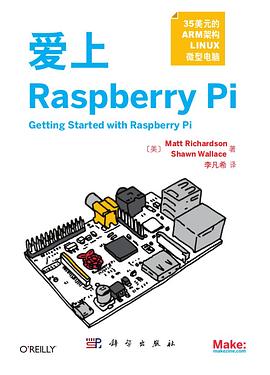 35美元的
ARM架构
LINUX
微型电脑
爱上
Raspberry Pi
Getting Started with Raspberry Pi
〔美〕 Matt Richardson 著
Shawn Wallace
李凡希 译
O'REILLY
科学出版社
Make:
makezine.com